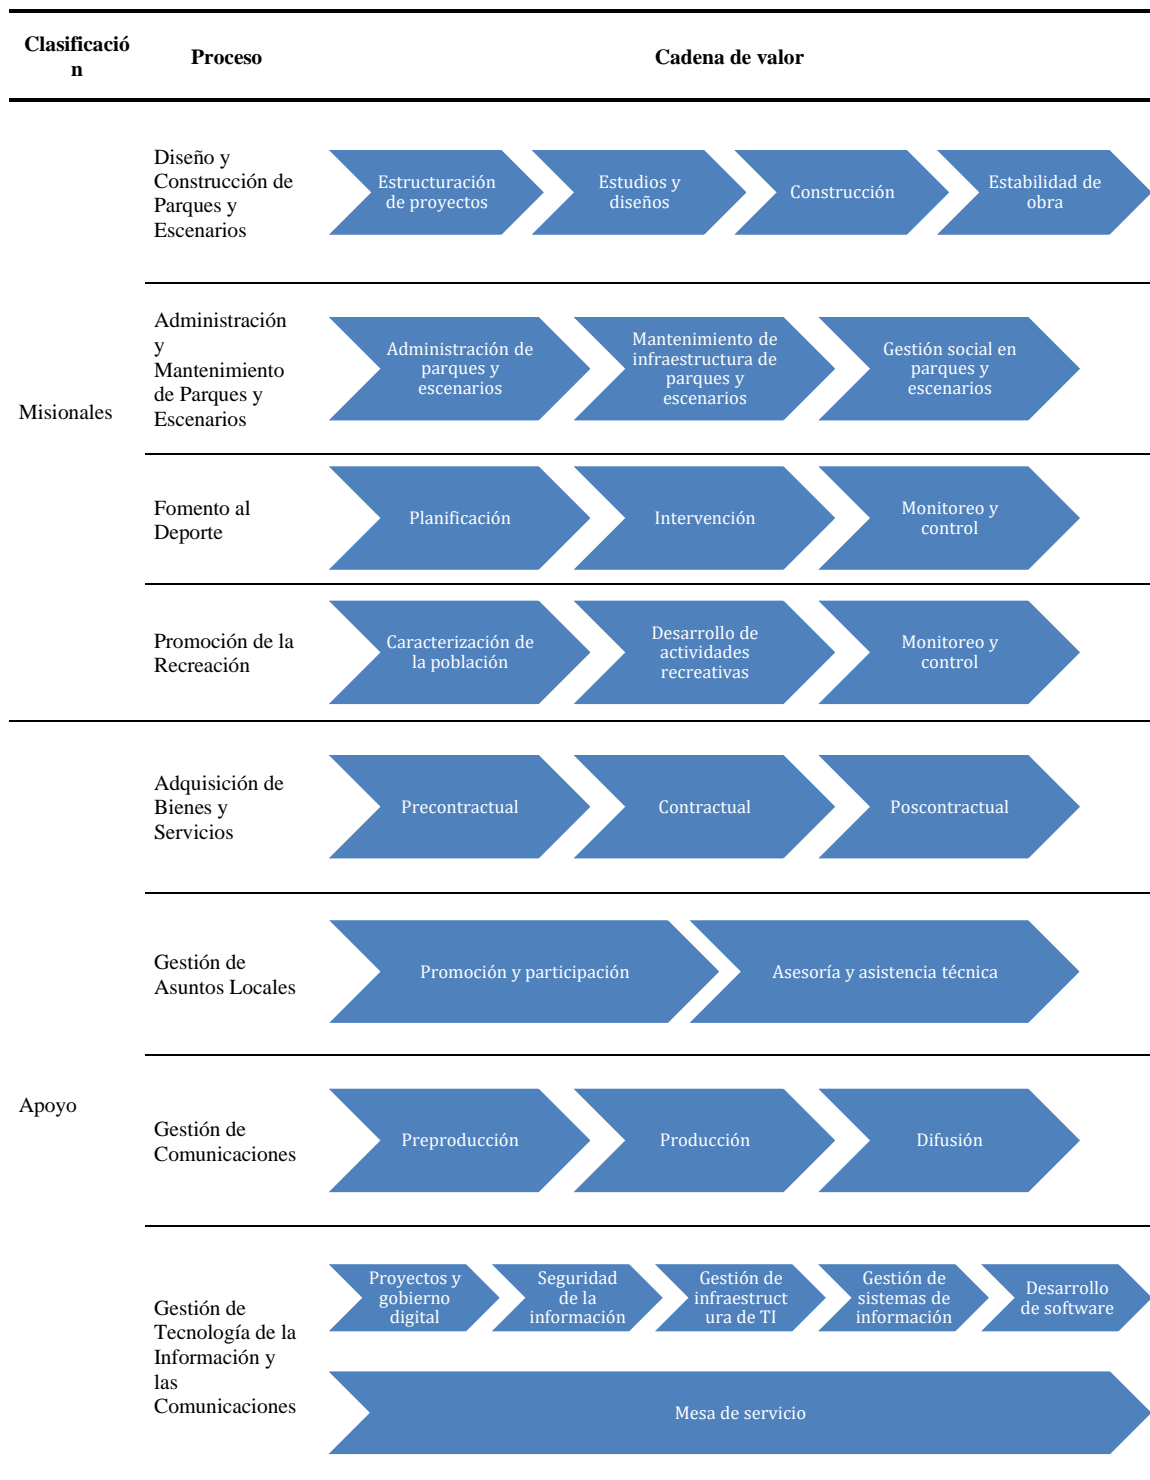 Clasificació
n
Proceso
Cadena de valor
Misionales
Diseño y
Construcción de
Parques y
Escenarios
Estructuración
de proyectos
Estudios y
diseños
Construcción
Estabilidad de
obra
Administración
y
Mantenimiento
de Parques y
Escenarios
Administración de
parques y
escenarios
Mantenimiento de
infraestructura de
parques y
escenarios
Gestión social en
parques y
escenarios
Fomento al
Deporte
Planificación
Intervención
Monitoreo y
control
Promoción de la
Recreación
Caracterización de
la población
Desarrollo de
actividades
recreativas
Monitoreo y
control
Apoyo
Adquisición de
Bienes y
Servicios
Precontractual
Contractual
Poscontractual
Gestión de
Asuntos Locales
Promoción y participación
Asesoría y asistencia técnica
Gestión de
Comunicaciones
Preproducción
Producción
Difusión
Gestión de
Tecnología de la
Información y
las
Comunicaciones
Proyectos y
gobierno
digital
Seguridad
de la
información
Gestión de
infraestruct
ura de TI
Gestión de
sistemas de
información
Desarrollo
de software
Mesa de servicio